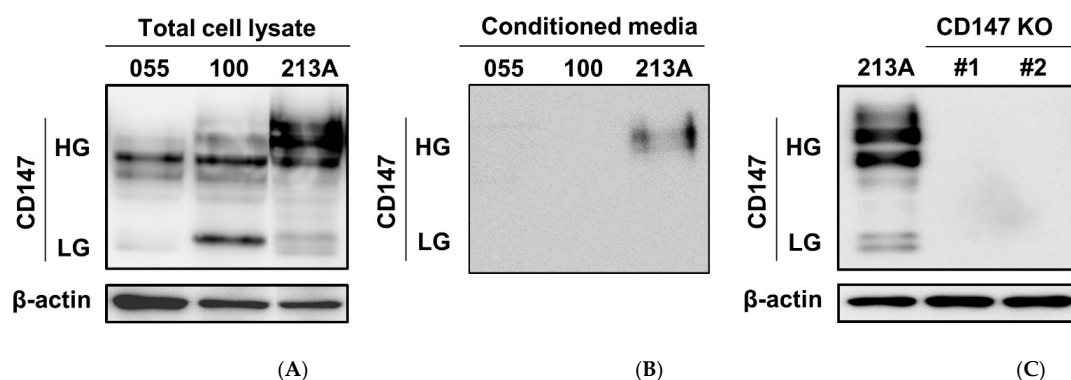 Total cell lysate
055 100 213A
CD147
HG
LG
β-actin
(A)
Conditioned media
055 100 213A
CD147
HG
LG
(B)
CD147 KO
213A #1 #2
CD147
HG
LG
β-actin
(C)